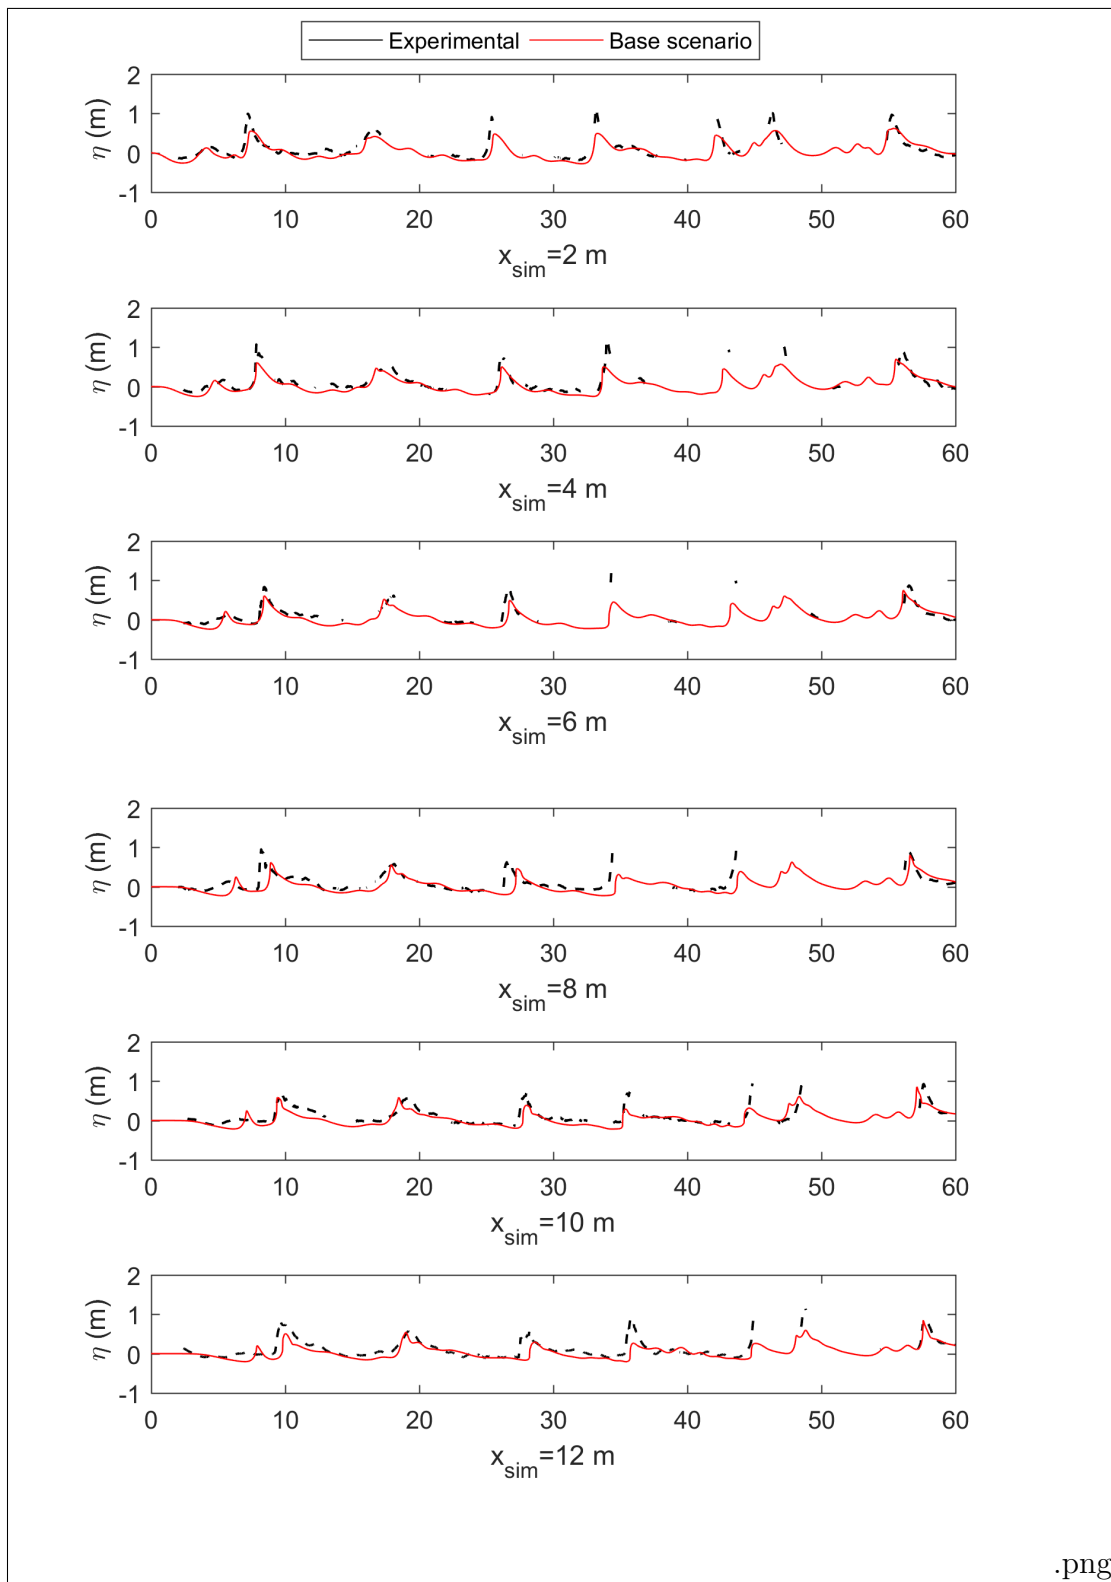 Experimental Base scenario
2
1
0
-1
η (m)
0 10 20 30 40 50 60
x_sim=2 m
2
1
0
-1
η (m)
0 10 20 30 40 50 60
x_sim=4 m
2
1
0
-1
η (m)
0 10 20 30 40 50 60
x_sim=6 m
2
1
0
-1
η (m)
0 10 20 30 40 50 60
x_sim=8 m
2
1
0
-1
η (m)
0 10 20 30 40 50 60
x_sim=10 m
2
1
0
-1
η (m)
0 10 20 30 40 50 60
x_sim=12 m
.png